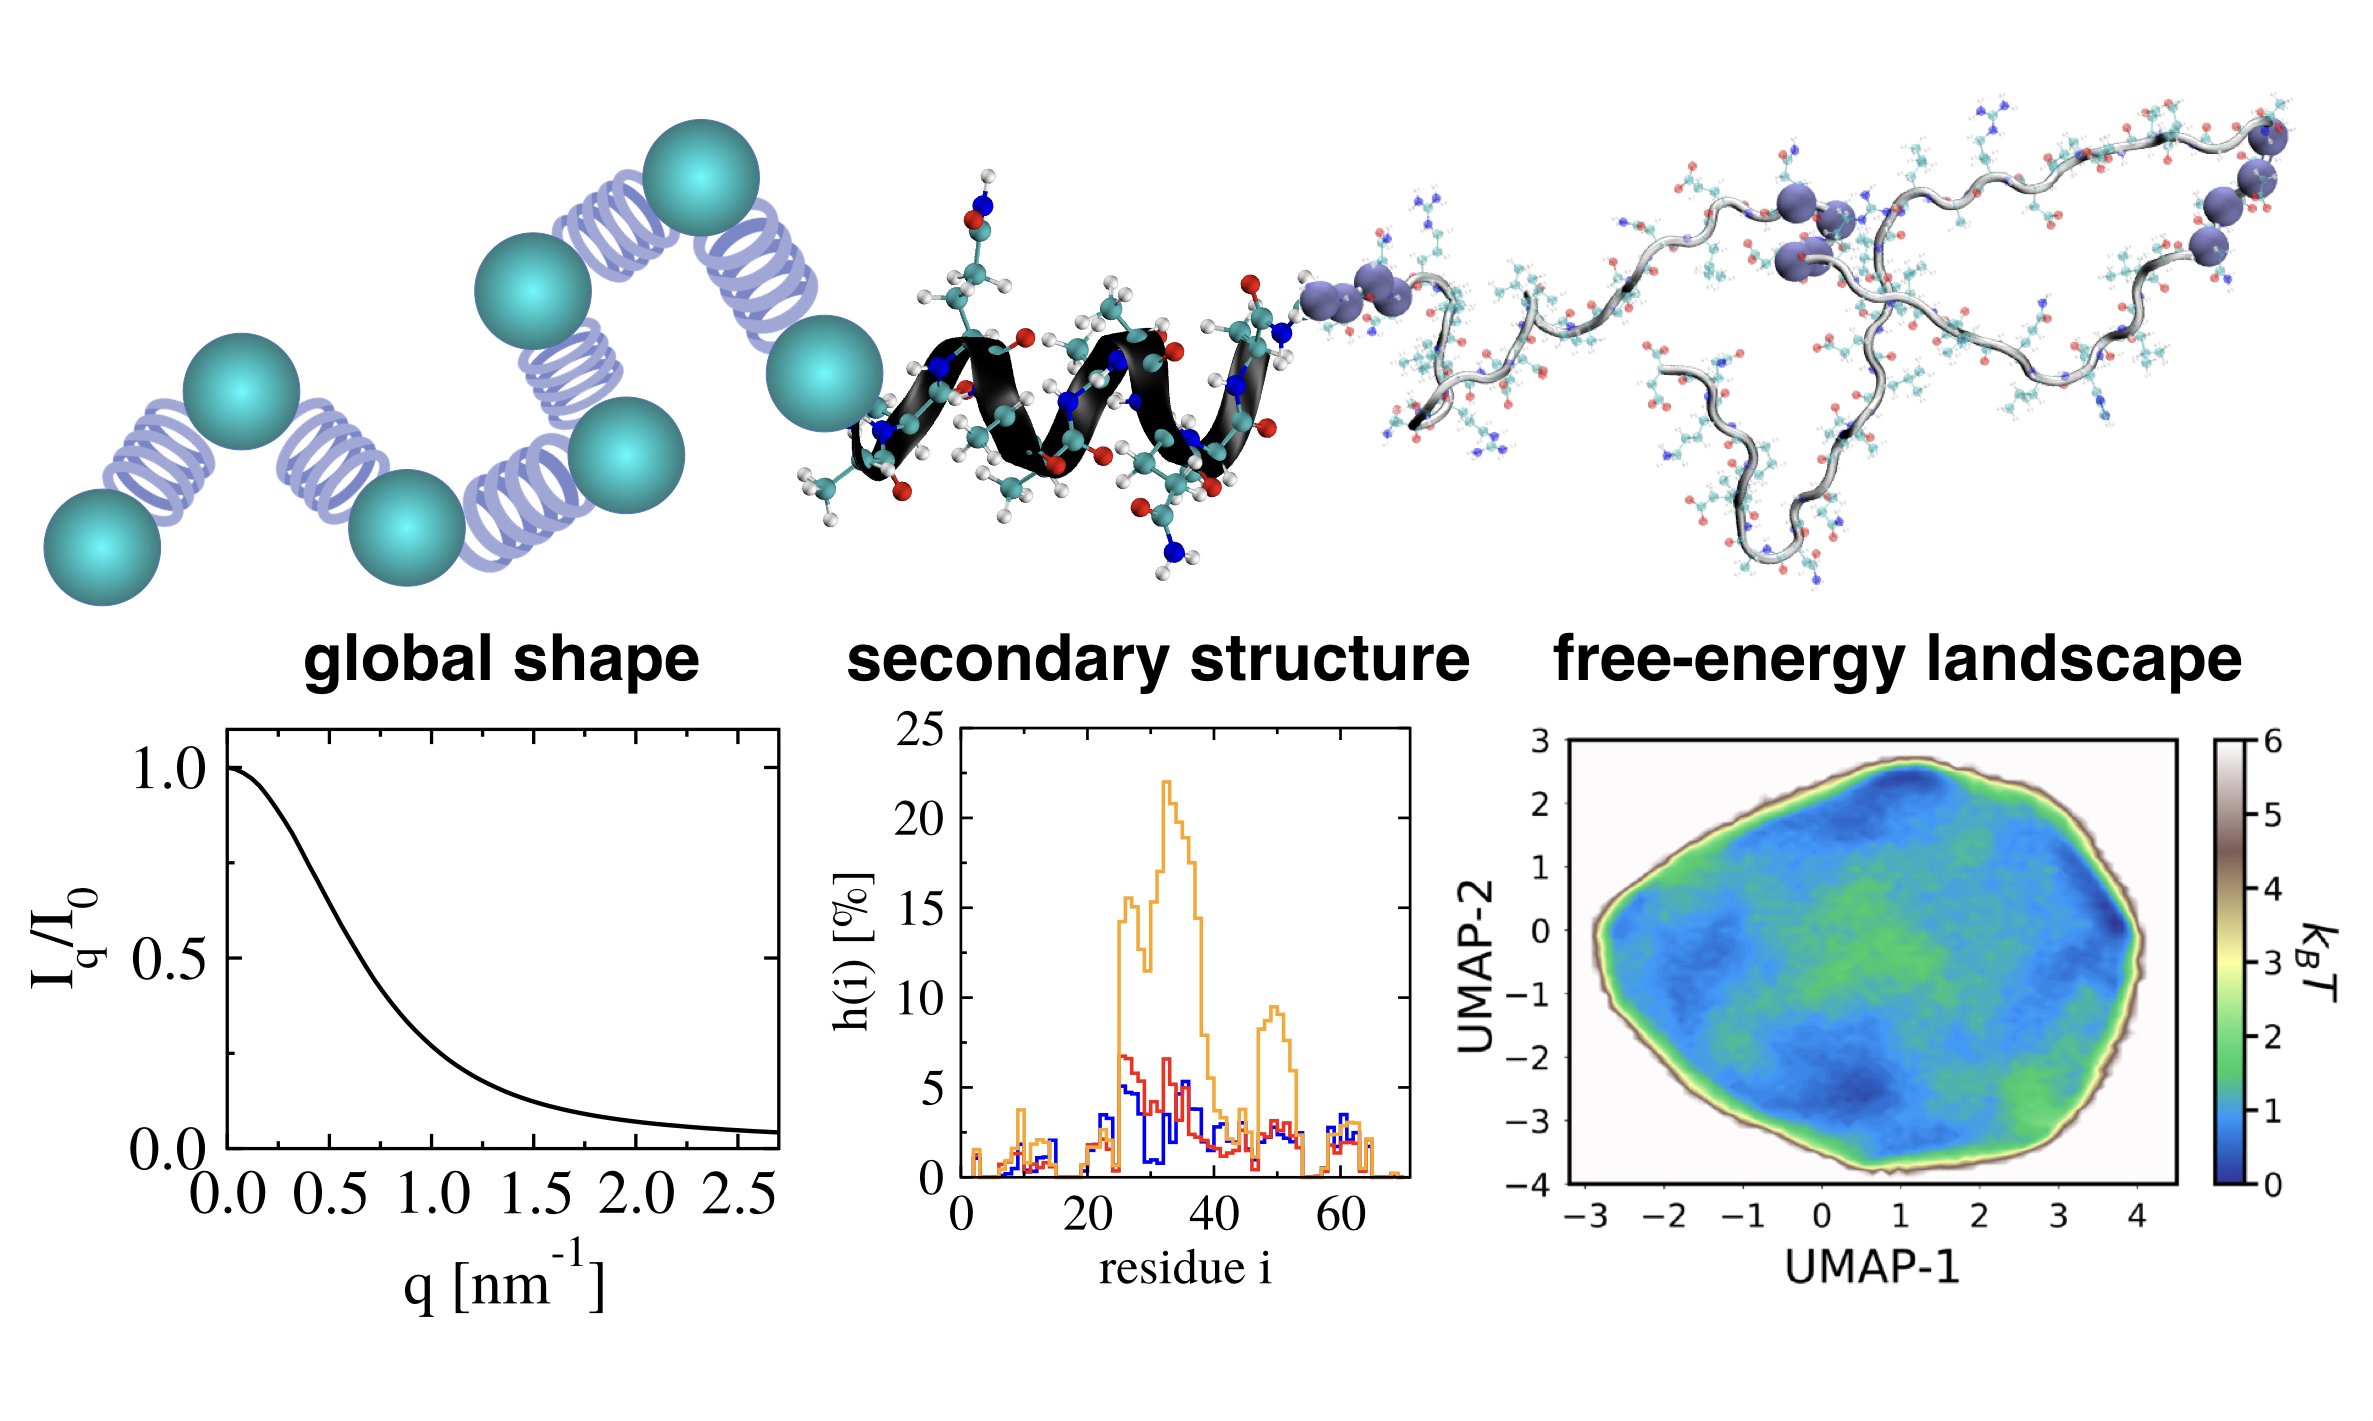 global shape
secondary structure
free-energy landscape
1.0
0.5
0.0
I_q/I_0
0.0 0.5 1.0 1.5 2.0 2.5
q [nm^-1]
25
20
15
10
5
0
h(i) [%]
0 20 40 60
residue i
3
2
1
0
−1
−2
−3
−4
UMAP-2
−3 −2 −1 0 1 2 3 4
UMAP-1
6
5
4
3
2
1
0
k_B T